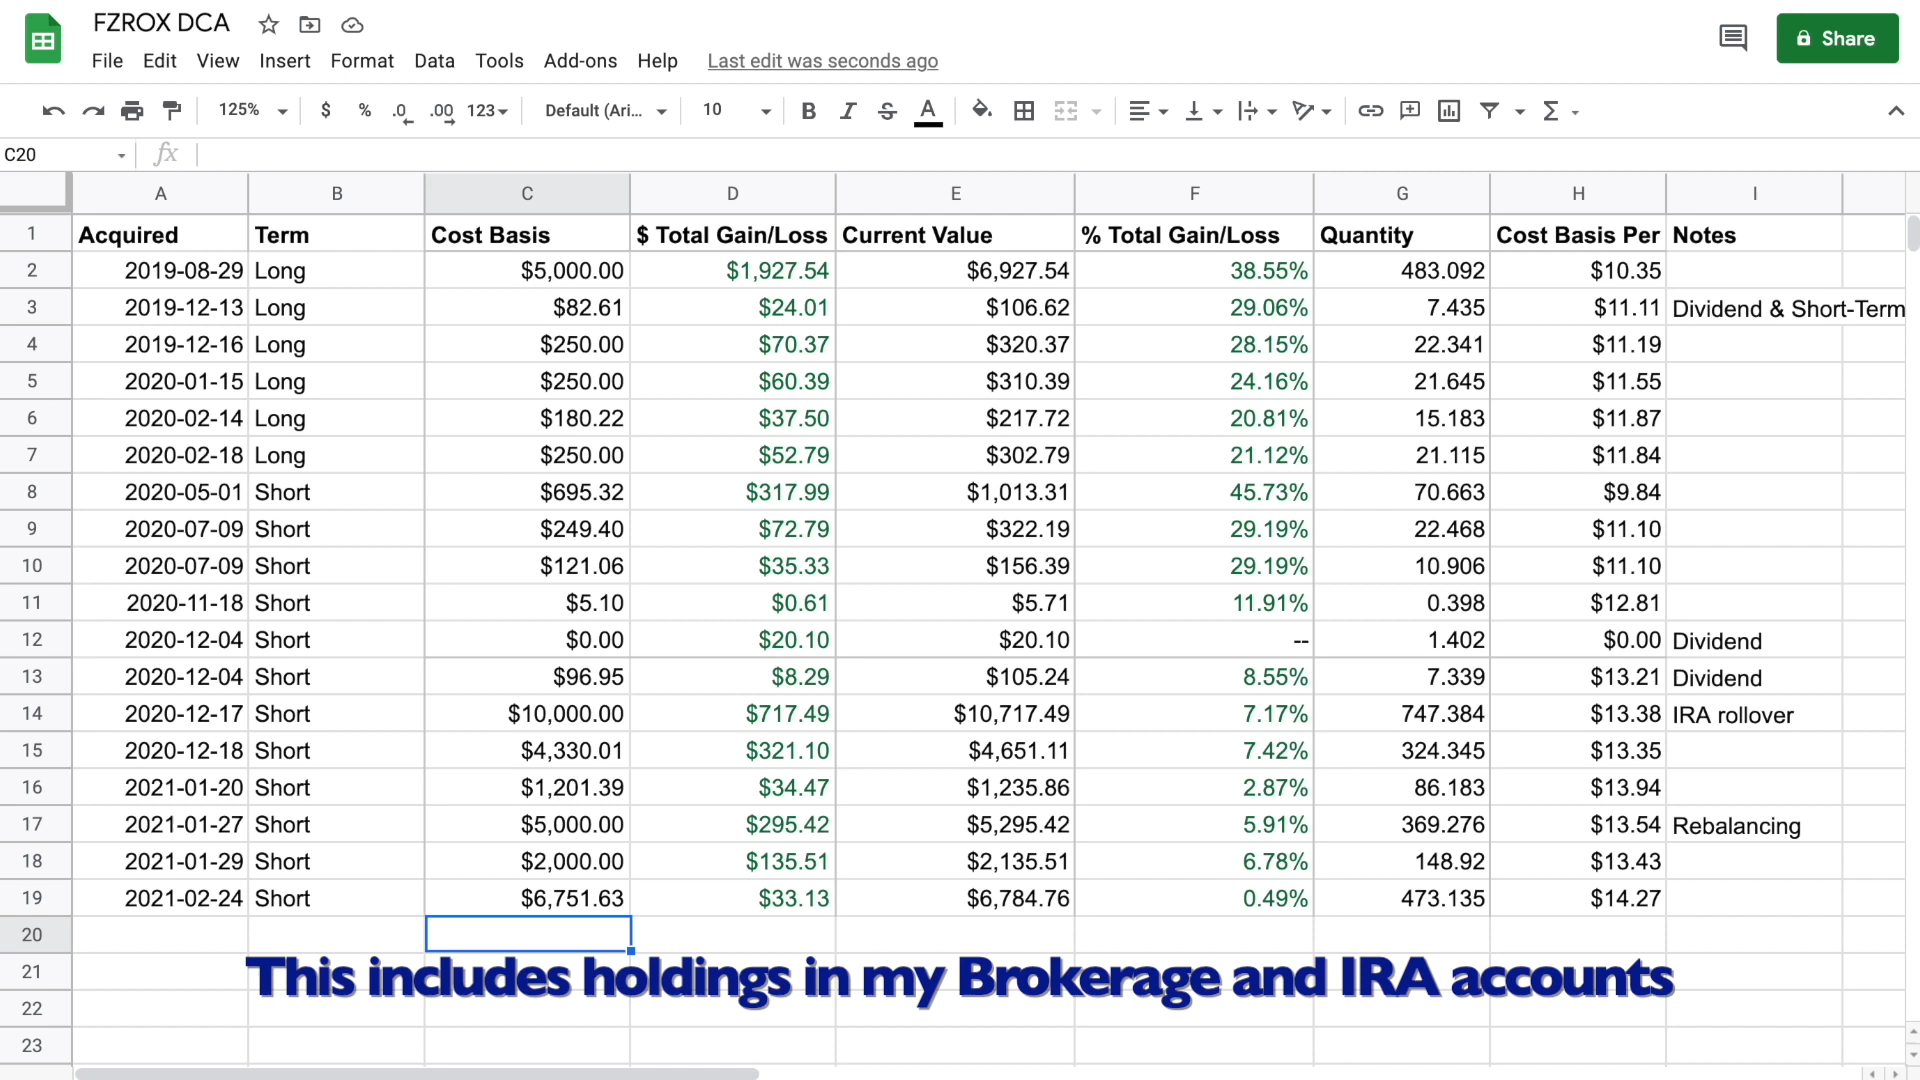 FZROX DCA
File Edit View Insert Format Data Tools Add-ons Help Last edit was seconds ago
Share
125% $ % .0 .00 123 Default (Ari... 10 B I S A
C20 fx
A B C D E F G H I
1 Acquired Term Cost Basis $ Total Gain/Loss Current Value % Total Gain/Loss Quantity Cost Basis Per Notes
2 2019-08-29 Long $5,000.00 $1,927.54 $6,927.54 38.55% 483.092 $10.35
3 2019-12-13 Long $82.61 $24.01 $106.62 29.06% 7.435 $11.11 Dividend & Short-Term
4 2019-12-16 Long $250.00 $70.37 $320.37 28.15% 22.341 $11.19
5 2020-01-15 Long $250.00 $60.39 $310.39 24.16% 21.645 $11.55
6 2020-02-14 Long $180.22 $37.50 $217.72 20.81% 15.183 $11.87
7 2020-02-18 Long $250.00 $52.79 $302.79 21.12% 21.115 $11.84
8 2020-05-01 Short $695.32 $317.99 $1,013.31 45.73% 70.663 $9.84
9 2020-07-09 Short $249.40 $72.79 $322.19 29.19% 22.468 $11.10
10 2020-07-09 Short $121.06 $35.33 $156.39 29.19% 10.906 $11.10
11 2020-11-18 Short $5.10 $0.61 $5.71 11.91% 0.398 $12.81
12 2020-12-04 Short $0.00 $20.10 $20.10 -- 1.402 $0.00 Dividend
13 2020-12-04 Short $96.95 $8.29 $105.24 8.55% 7.339 $13.21 Dividend
14 2020-12-17 Short $10,000.00 $717.49 $10,717.49 7.17% 747.384 $13.38 IRA rollover
15 2020-12-18 Short $4,330.01 $321.10 $4,651.11 7.42% 324.345 $13.35
16 2021-01-20 Short $1,201.39 $34.47 $1,235.86 2.87% 86.183 $13.94
17 2021-01-27 Short $5,000.00 $295.42 $5,295.42 5.91% 369.276 $13.54 Rebalancing
18 2021-01-29 Short $2,000.00 $135.51 $2,135.51 6.78% 148.92 $13.43
19 2021-02-24 Short $6,751.63 $33.13 $6,784.76 0.49% 473.135 $14.27
20
21 This includes holdings in my Brokerage and IRA accounts
22
23